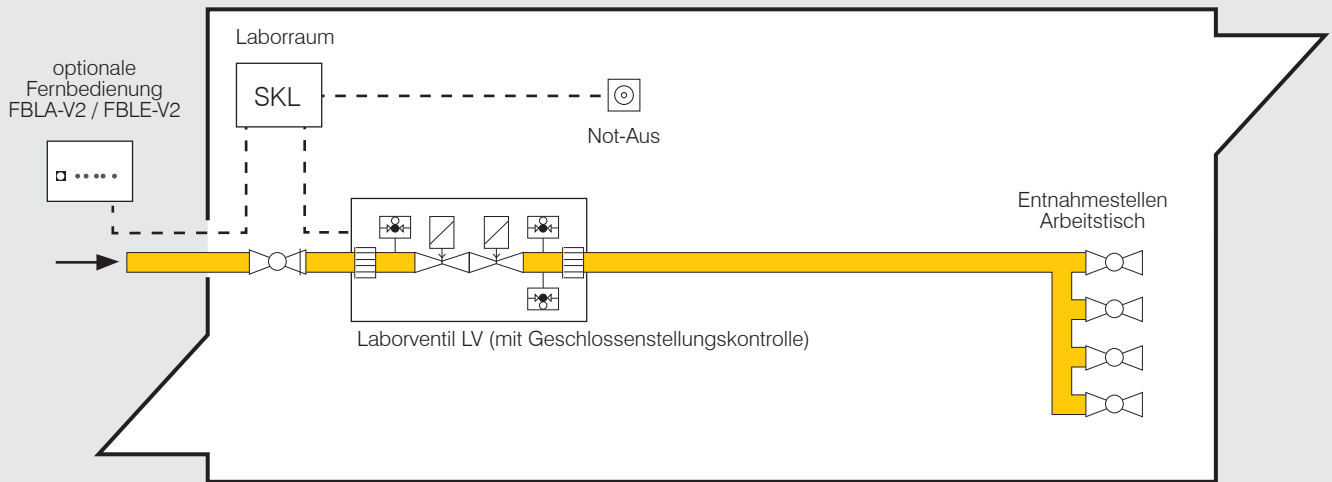 Laborraum
optionale
Fernbedienung
FBLA-V2 / FBLE-V2
SKL
Not-Aus
Entnahmestellen
Arbeitstisch
Laborventil LV (mit Geschlossenstellungskontrolle)